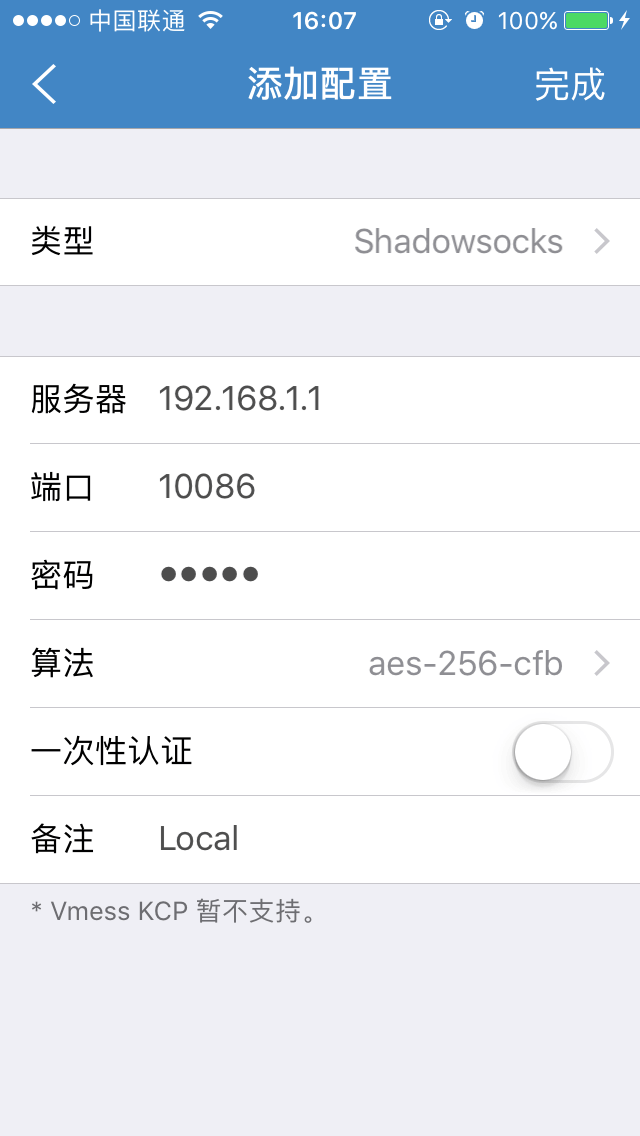 中国联通 16:07 100%
添加配置 完成
类型 Shadowsocks
服务器 192.168.1.1
端口 10086
密码 •••••
算法 aes-256-cfb
一次性认证
备注 Local
* Vmess KCP 暂不支持。